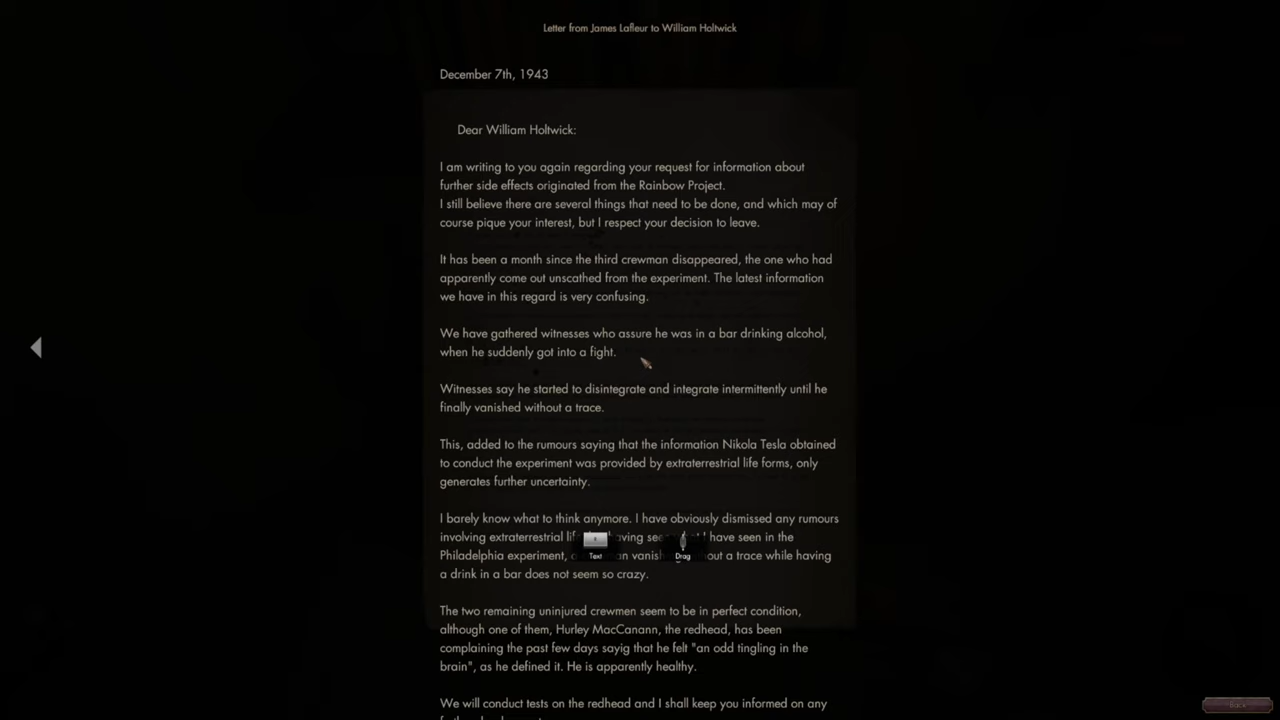 Letter from James Lafleur to William Holtwick
December 7th, 1943
Dear William Holtwick:
I am writing to you again regarding your request for information about
further side effects originated from the Rainbow Project.
I still believe there are several things that need to be done, and which may of
course pique your interest, but I respect your decision to leave.
It has been a month since the third crewman disappeared, the one who had
apparently come out unscathed from the experiment. The latest information
we have in this regard is very confusing.
We have gathered witnesses who assure he was in a bar drinking alcohol,
when he suddenly got into a fight.
Witnesses say he started to disintegrate and integrate intermittently until he
finally vanished without a trace.
This, added to the rumours saying that the information Nikola Tesla obtained
to conduct the experiment was provided by extraterrestrial life forms, only
generates further uncertainty.
I barely know what to think anymore. I have obviously dismissed any rumours
involving extraterrestrial having I have seen in the
Philadelphia experiment, a trace while having
a drink in a bar does not seem so crazy.
Text
Drag
The two remaining uninjured crewmen seem to be in perfect condition,
although one of them, Hurley MacCanann, the redhead, has been
complaining the past few days sayig that he felt "an odd tingling in the
brain", as he defined it. He is apparently healthy.
We will conduct tests on the redhead and I shall keep you informed on any
Back